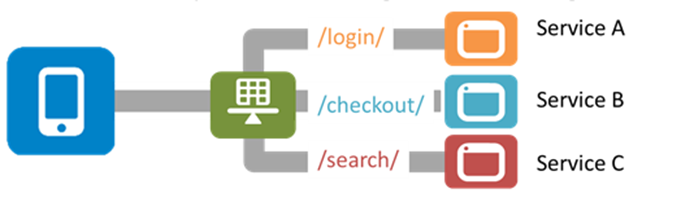 /login/
Service A
/checkout/
Service B
/search/
Service C